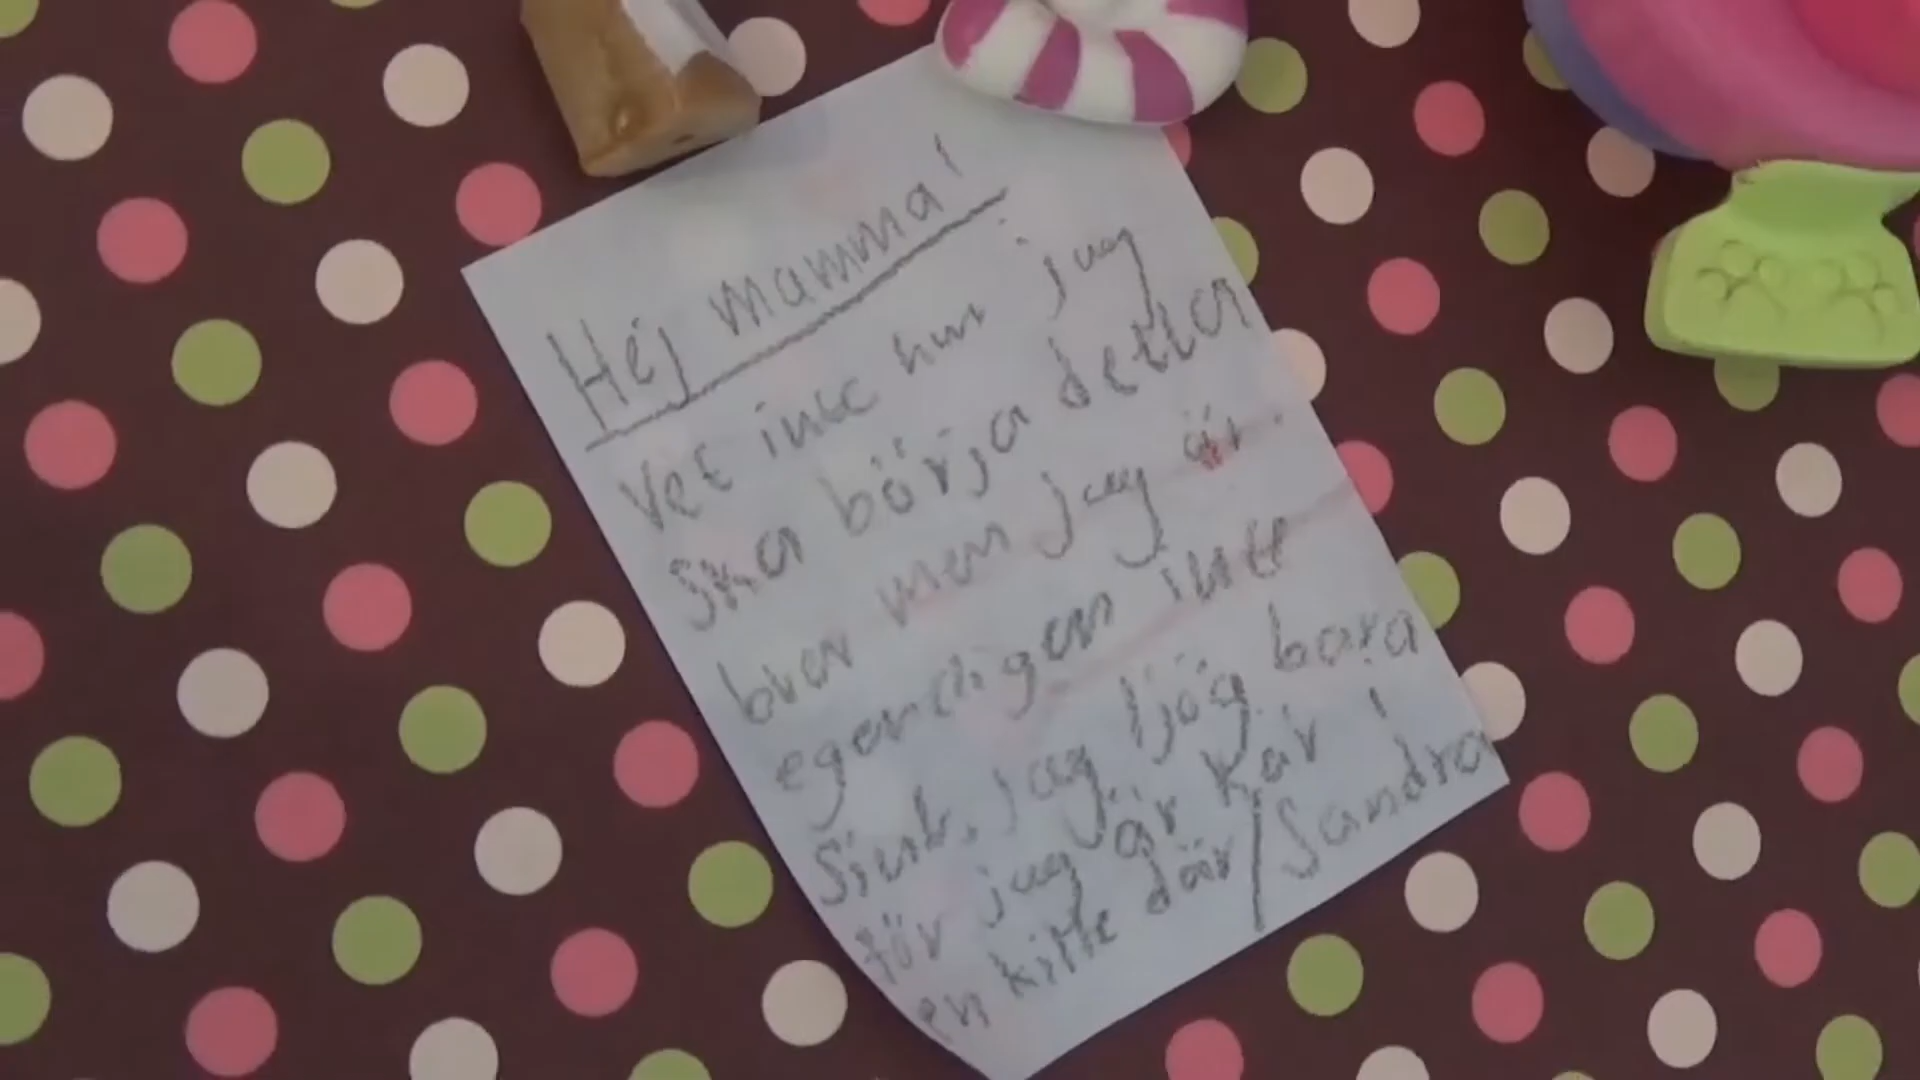 Hej mamma!
Vet inte hur jag
ska börja detta
brev men jag är
egentligen inte
sjuk. jag ljög bara
för jag är kär i
en kille där/Sandra